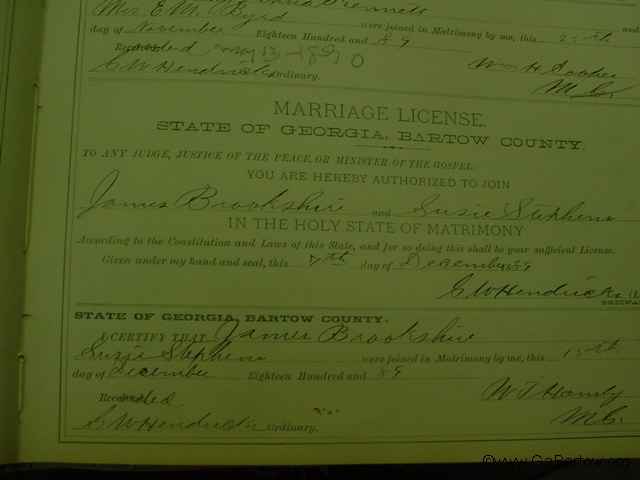 Mrs E. M. Byrd and
were joined in Matrimony by me, this 28th
day of November Eighteen Hundred and 89
Recorded May 13 - 1890
Wm H Cooper
C W Hendricks Ordinary. M. G.
MARRIAGE LICENSE.
STATE OF GEORGIA, BARTOW COUNTY.
TO ANY JUDGE, JUSTICE OF THE PEACE, OR MINISTER OF THE GOSPEL:
YOU ARE HEREBY AUTHORIZED TO JOIN
James Brookshire and Susie Stephens
IN THE HOLY STATE OF MATRIMONY
According to the Constitution and Laws of this State, and for so doing this shall be your sufficient License.
Given under my hand and seal, this 7th day of December 1889
C W Hendricks (L
ORDINA
STATE OF GEORGIA, BARTOW COUNTY:
I CERTIFY THAT James Brookshire
Suzie Stephens were joined in Matrimony by me, this 15th
day of december Eighteen Hundred and 89
W T Hamby
Recorded M. G.
C W Hendricks Ordinary.
©www.GaBartow.org